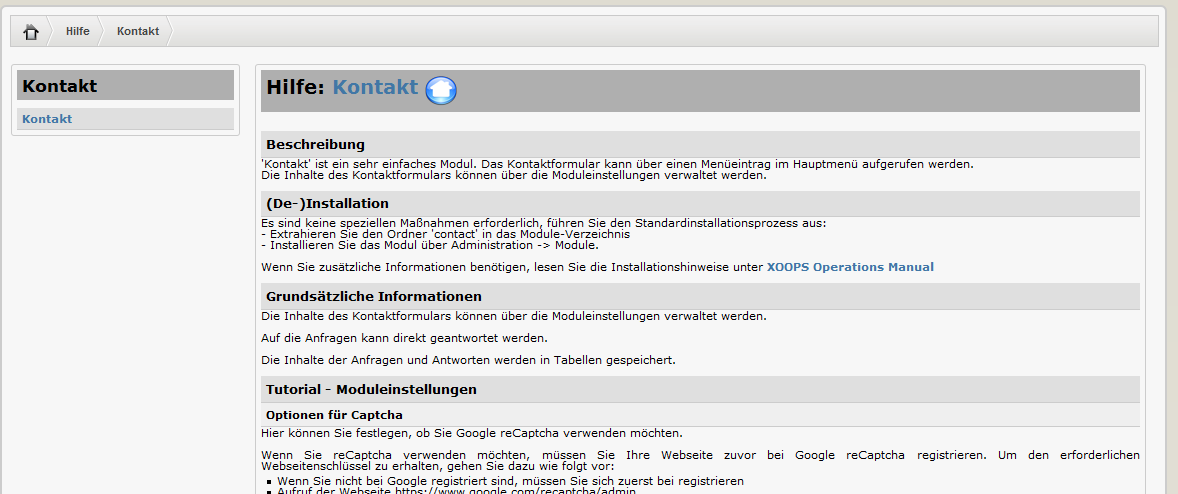 Hilfe
Kontakt
Kontakt
Kontakt
Hilfe: Kontakt
Beschreibung
'Kontakt' ist ein sehr einfaches Modul. Das Kontaktformular kann über einen Menüeintrag im Hauptmenü aufgerufen werden.
Die Inhalte des Kontaktformulars können über die Moduleinstellungen verwaltet werden.
(De-)Installation
Es sind keine speziellen Maßnahmen erforderlich, führen Sie den Standardinstallationsprozess aus:
- Extrahieren Sie den Ordner 'contact' in das Module-Verzeichnis
- Installieren Sie das Modul über Administration -> Module.
Wenn Sie zusätzliche Informationen benötigen, lesen Sie die Installationshinweise unter XOOPS Operations Manual
Grundsätzliche Informationen
Die Inhalte des Kontaktformulars können über die Moduleinstellungen verwaltet werden.
Auf die Anfragen kann direkt geantwortet werden.
Die Inhalte der Anfragen und Antworten werden in Tabellen gespeichert.
Tutorial - Moduleinstellungen
Optionen für Captcha
Hier können Sie festlegen, ob Sie Google reCaptcha verwenden möchten.
Wenn Sie reCaptcha verwenden möchten, müssen Sie Ihre Webseite zuvor bei Google reCaptcha registrieren. Um den erforderlichen
Webseitenschlüssel zu erhalten, gehen Sie dazu wie folgt vor:
▪ Wenn Sie nicht bei Google registriert sind, müssen Sie sich zuerst bei registrieren
▪ Aufruf der Webseite https://www.google.com/recaptcha/admin